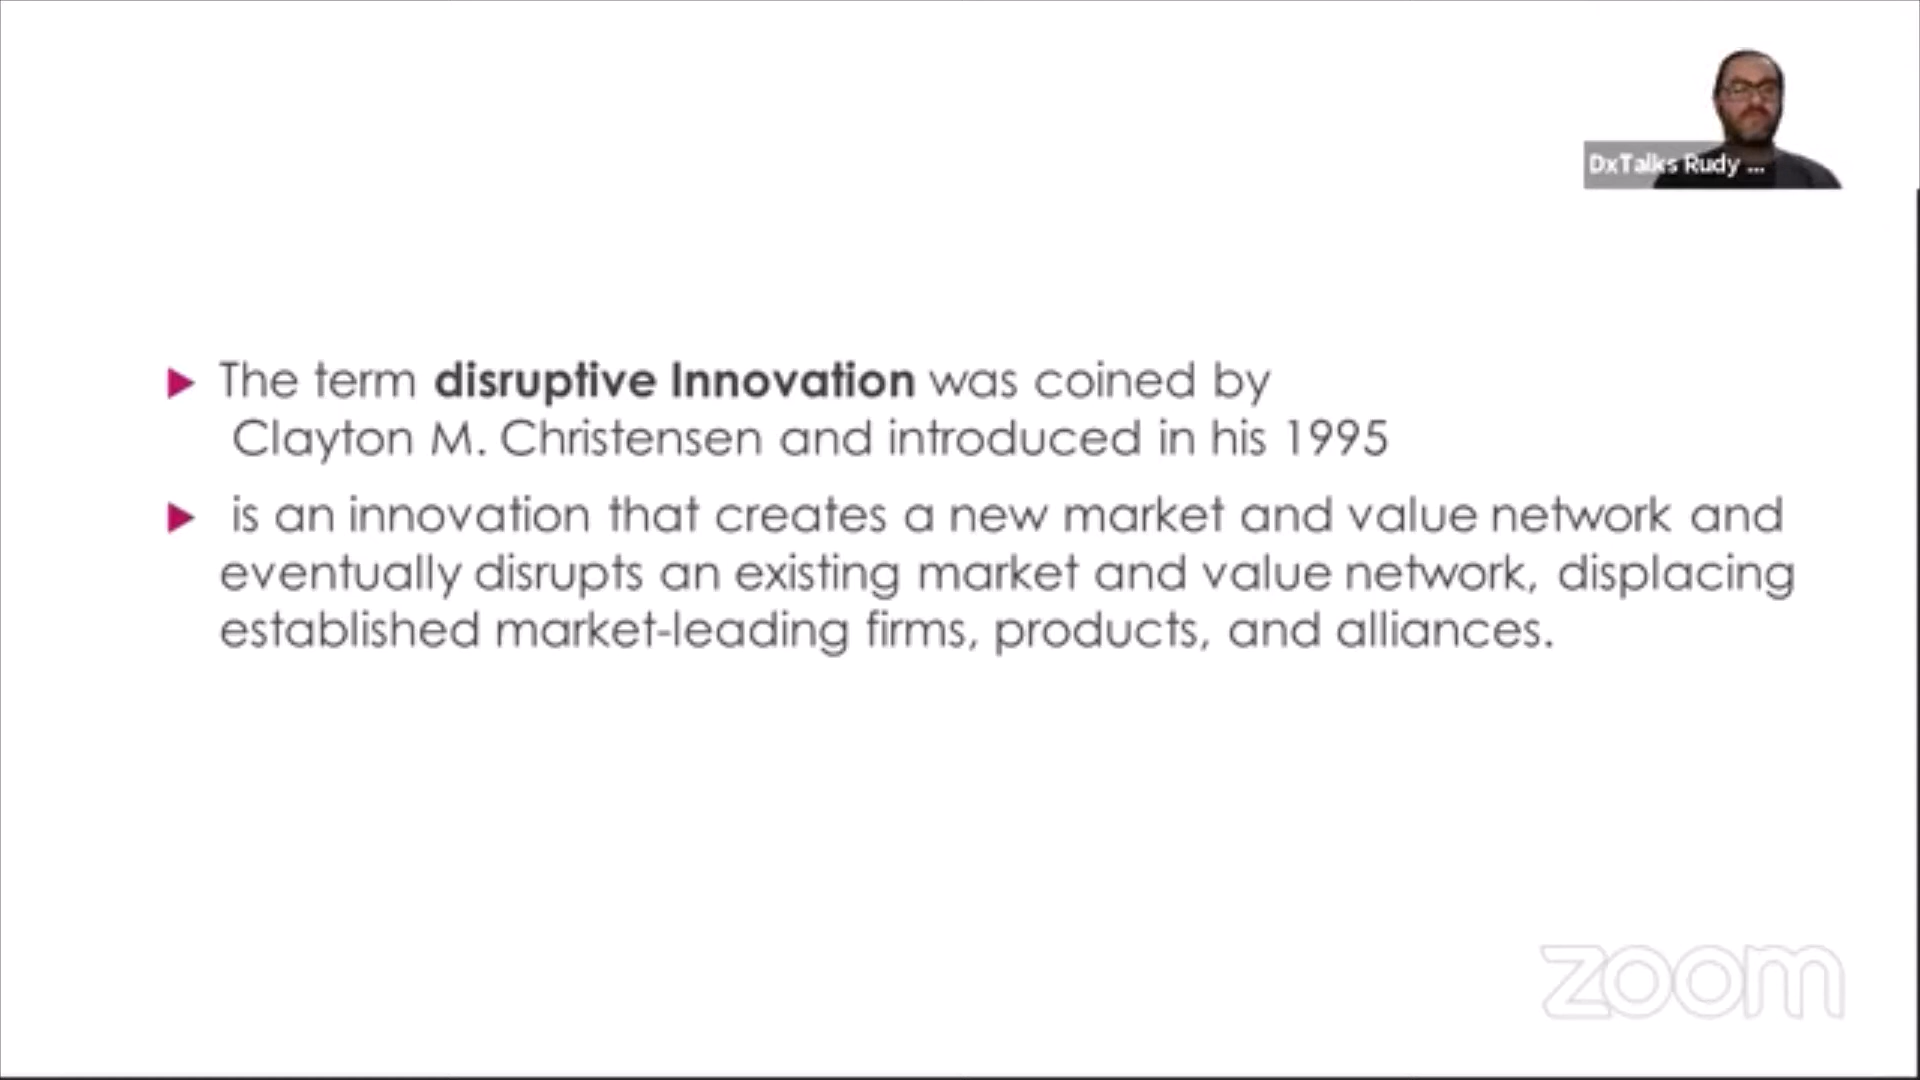 DxTalks Rudy ...
The term disruptive Innovation was coined by
Clayton M. Christensen and introduced in his 1995
is an innovation that creates a new market and value network and
eventually disrupts an existing market and value network, displacing
established market-leading firms, products, and alliances.
zoom